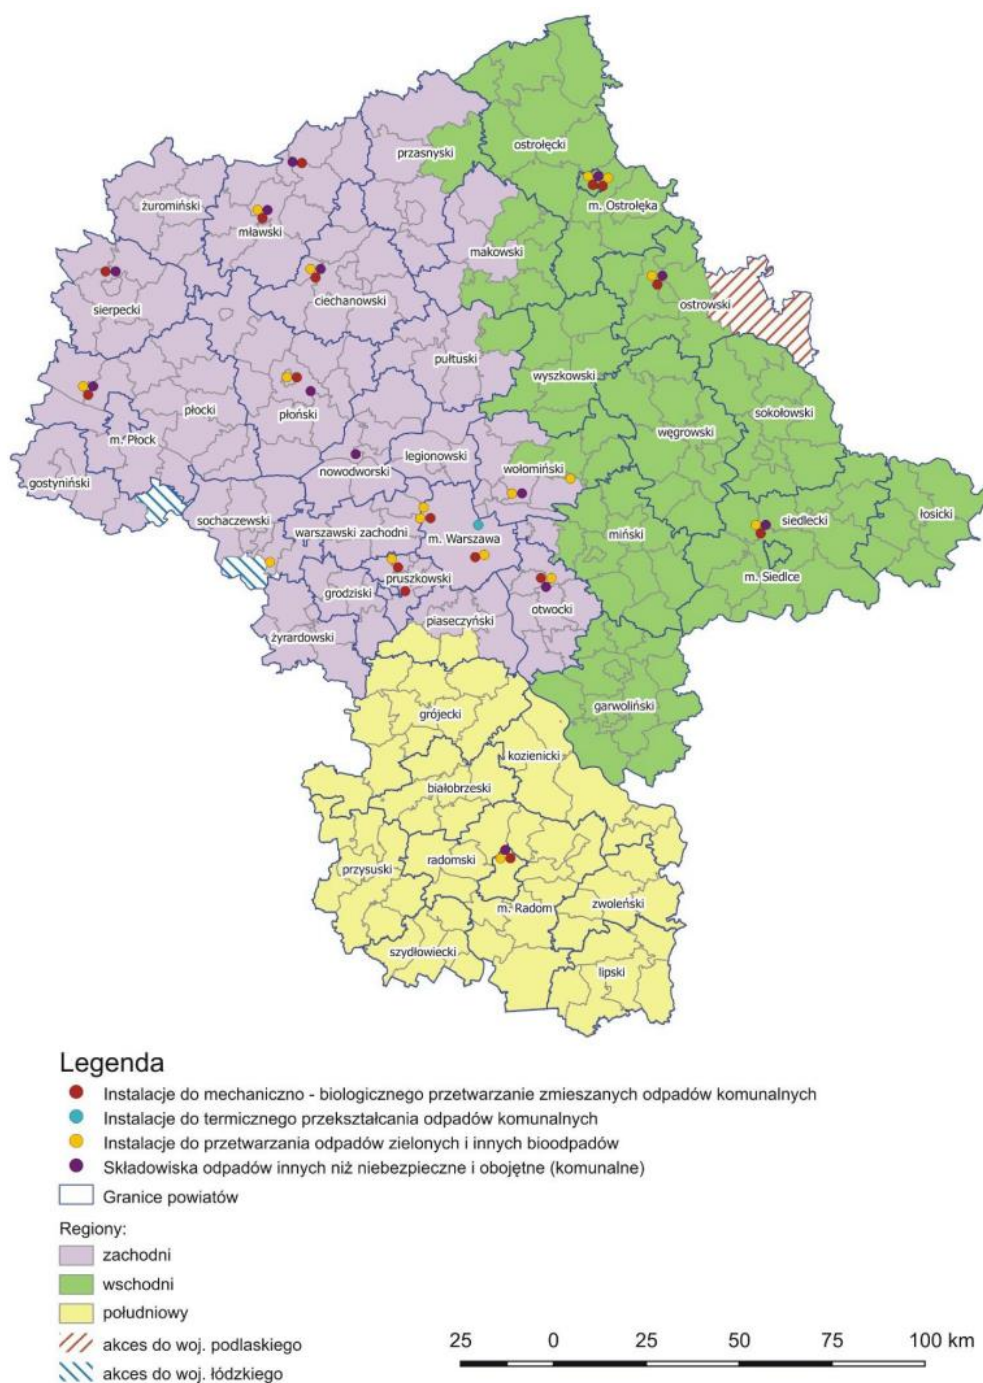 ostrołęcki
przasnyski
m. Ostrołęka
żuromiński
mławski
makowski
ciechanowski
sierpecki
ostrowski
pułtuski
wyszkowski
płocki
płoński
sokołowski
węgrowski
m. Płock
legionowski
nowodworski
wołomiński
gostyniński
łosicki
sochaczewski
siedlecki
warszawski zachodni
m. Warszawa
miński
m. Siedlce
pruszkowski
grodziski
otwocki
piaseczyński
żyrardowski
garwoliński
grójecki
kozienicki
białobrzeski
radomski
przysuski
zwoleński
m. Radom
szydłowiecki
lipski
Legenda
Instalacje do mechaniczno - biologicznego przetwarzanie zmieszanych odpadów komunalnych
Instalacje do termicznego przekształcania odpadów komunalnych
Instalacje do przetwarzania odpadów zielonych i innych bioodpadów
Składowiska odpadów innych niż niebezpieczne i obojętne (komunalne)
Granice powiatów
Regiony:
zachodni
wschodni
południowy
akces do woj. podlaskiego
akces do woj. łódzkiego
25 0 25 50 75 100 km